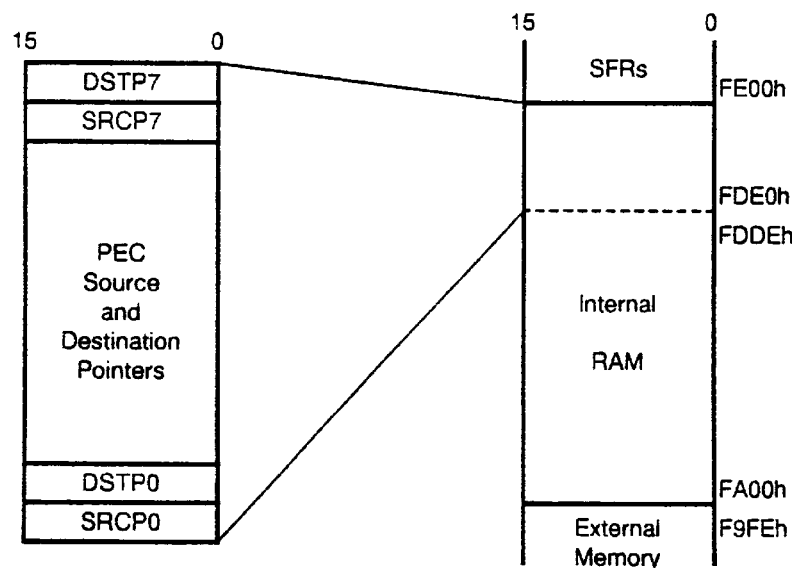 15 0
DSTP7
SRCP7
PEC
Source
and
Destination
Pointers
DSTP0
SRCP0
15 0
SFRs
FE00h
FDE0h
FDDEh
Internal
RAM
FA00h
External
Memory
F9FEh